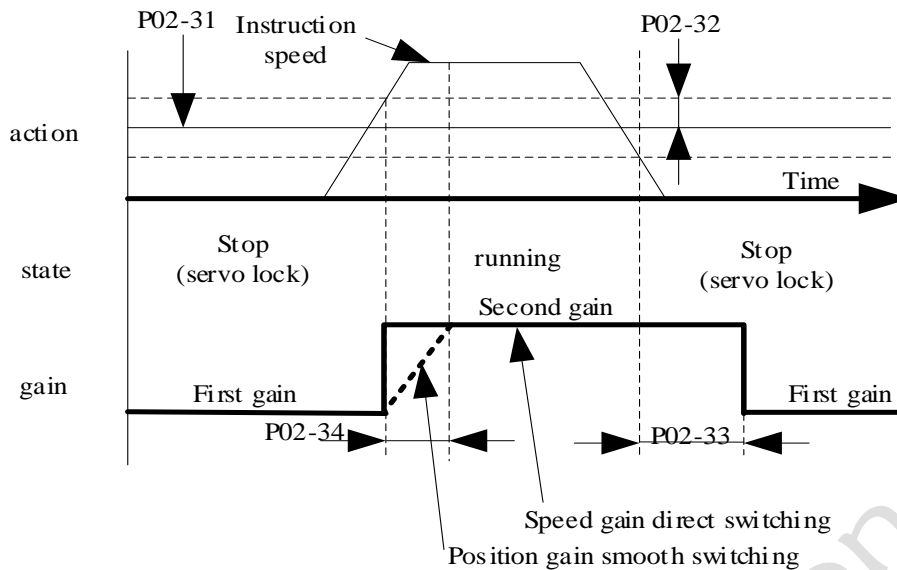 P02-31
Instruction
speed
P02-32
action
Time
Stop
(servo lock)
state
running
Stop
(servo lock)
Second gain
gain
First gain
First gain
P02-34
P02-33
Speed gain direct switching
Position gain smooth switching